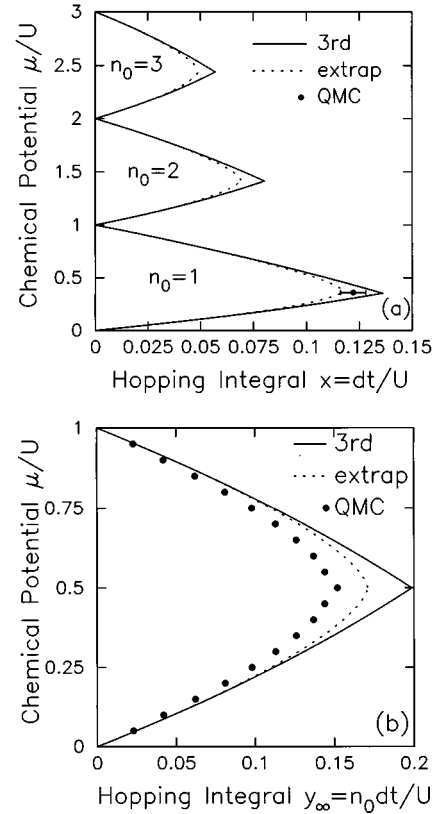 3
2.5
2
1.5
1
0.5
0
Chemical Potential μ/U
n₀=3
n₀=2
n₀=1
3rd
extrap
QMC
(a)
0 0.025 0.05 0.075 0.1 0.125 0.15
Hopping Integral x=dt/U
1
0.75
0.5
0.25
0
Chemical Potential μ/U
3rd
extrap
QMC
(b)
0 0.05 0.1 0.15 0.2
Hopping Integral y∞=n₀dt/U